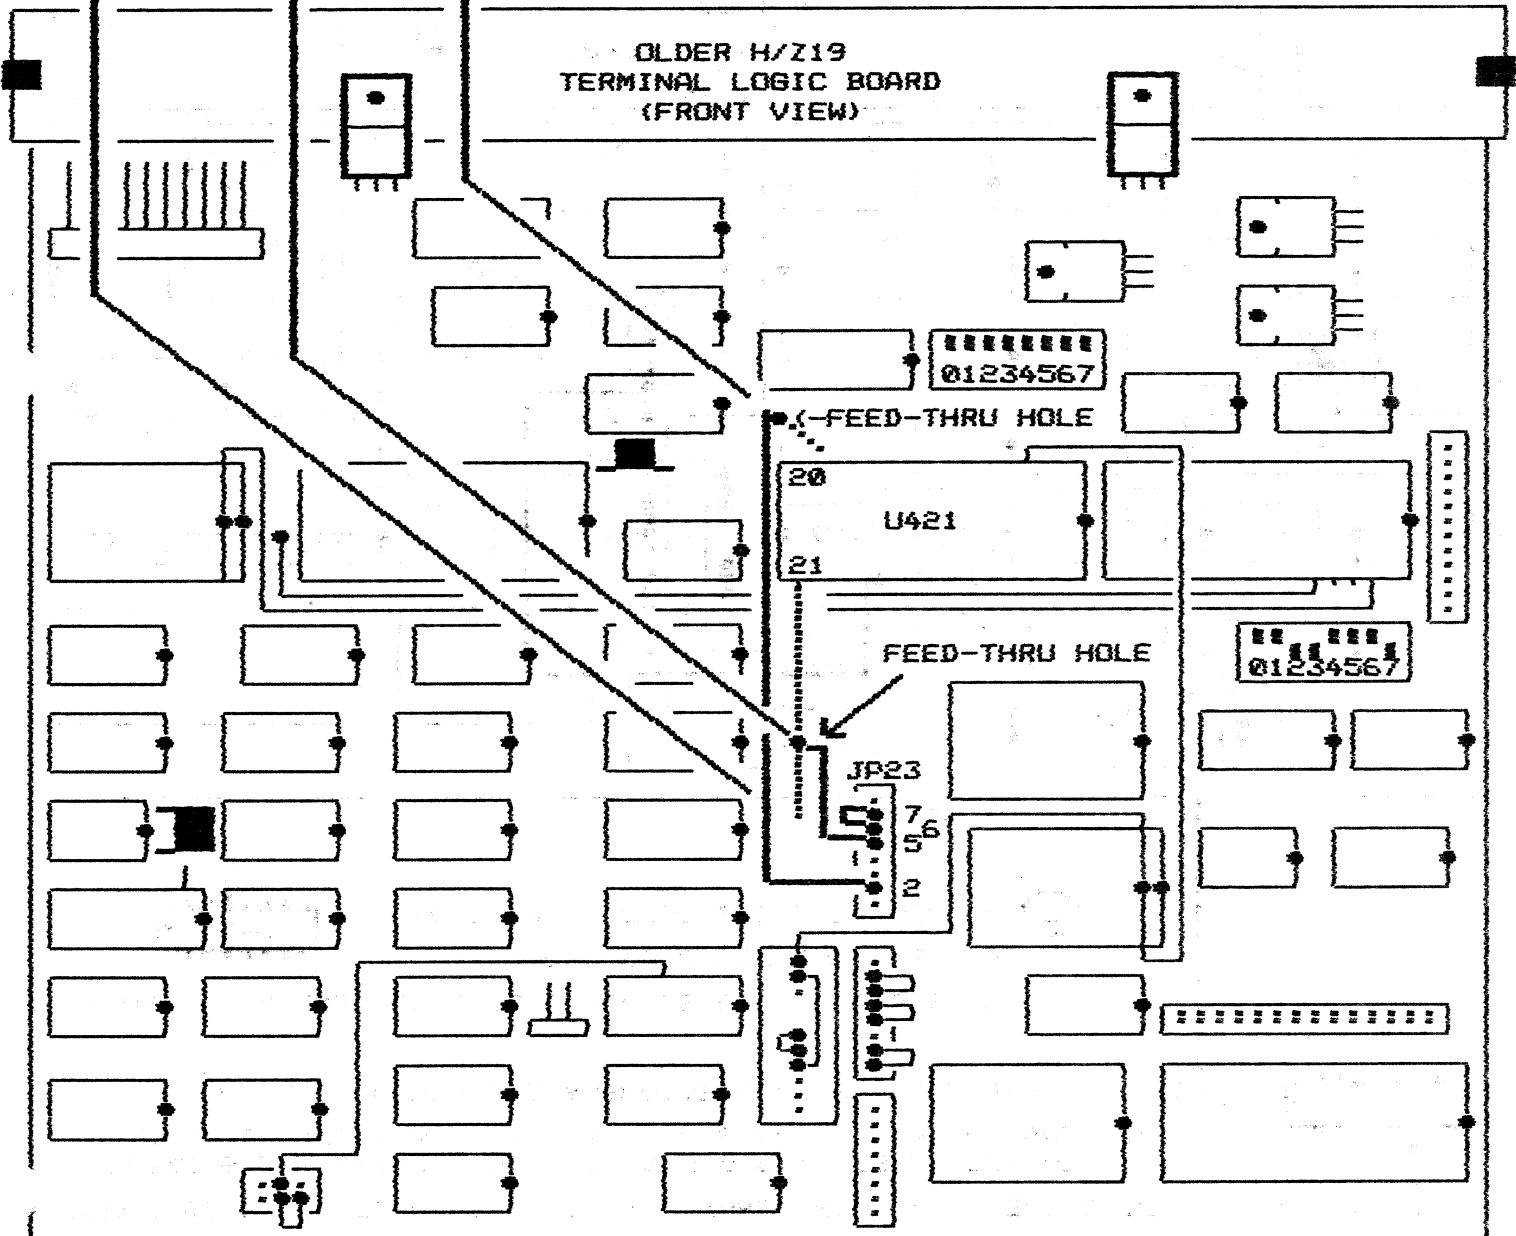 OLDER H/Z19
TERMINAL LOGIC BOARD
(FRONT VIEW)
01234567
<-FEED-THRU HOLE
20
U421
21
FEED-THRU HOLE
01234567
JP23
7
6
5
2